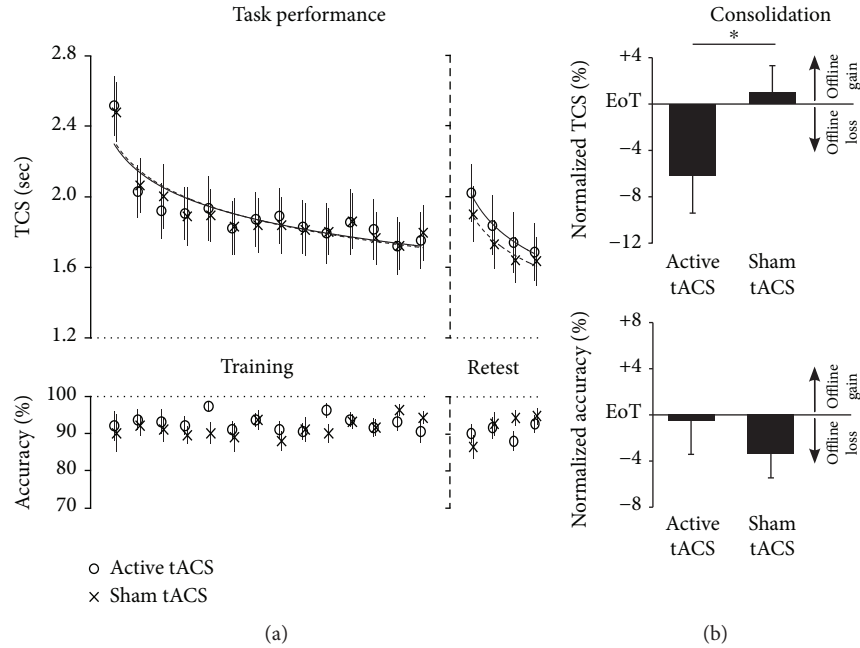 Task performance
Consolidation
2.8
2.4
2.0
1.6
1.2
TCS (sec)
Training
Retest
100
90
80
70
Accuracy (%)
Active tACS
Sham tACS
(a)
*
+4
EoT
−4
−8
−12
Normalized TCS (%)
Offline
gain
Offline
loss
Active
tACS
Sham
tACS
+8
+4
EoT
−4
−8
Normalized accuracy (%)
Offline
gain
Offline
loss
Active
tACS
Sham
tACS
(b)